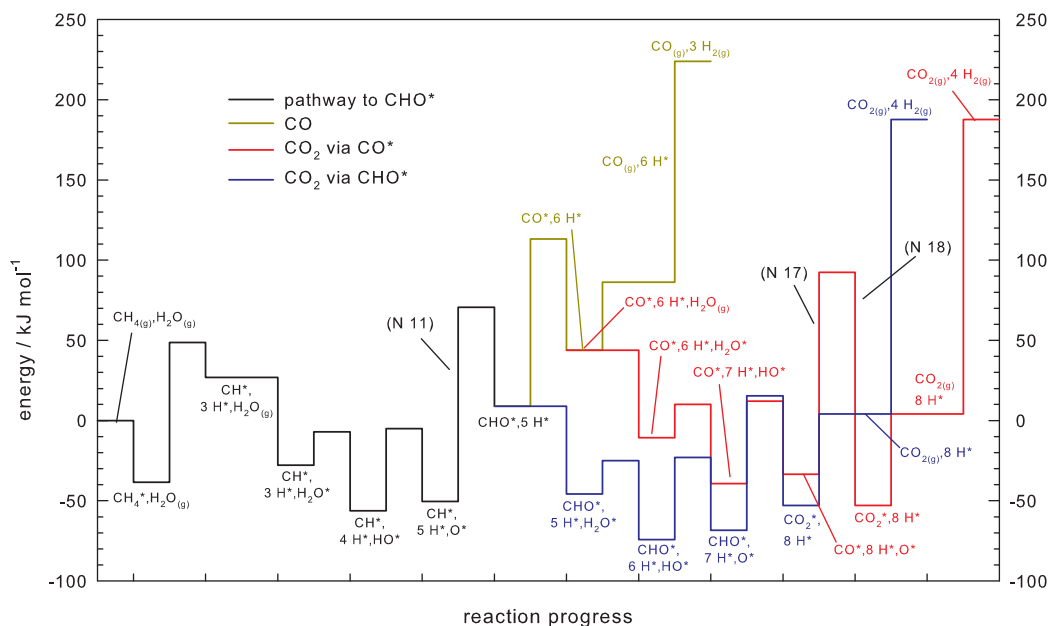 250
200
150
100
50
0
-50
-100
energy / kJ mol⁻¹
pathway to CHO*
CO
CO₂ via CO*
CO₂ via CHO*
CH₄₍g₎,H₂O₍g₎
CH₄*,H₂O₍g₎
CH*,
3 H*,H₂O₍g₎
CH*,
3 H*,H₂O*
CH*,
4 H*,HO*
CH*,
5 H*,O*
(N 11)
CHO*,5 H*
CO*,6 H*
CO₍g₎,6 H*
CO₍g₎,3 H₂₍g₎
CO*,6 H*,H₂O₍g₎
CO*,6 H*,H₂O*
CO*,7 H*,HO*
CHO*,
5 H*,H₂O*
CHO*,
6 H*,HO*
CHO*,
7 H*,O*
CO₂*,
8 H*
CO*,8 H*,O*
(N 17)
(N 18)
CO₂*,8 H*
CO₂₍g₎,8 H*
CO₂₍g₎
8 H*
CO₂₍g₎,4 H₂₍g₎
CO₂₍g₎,4 H₂₍g₎
250
200
150
100
50
0
-50
-100
reaction progress